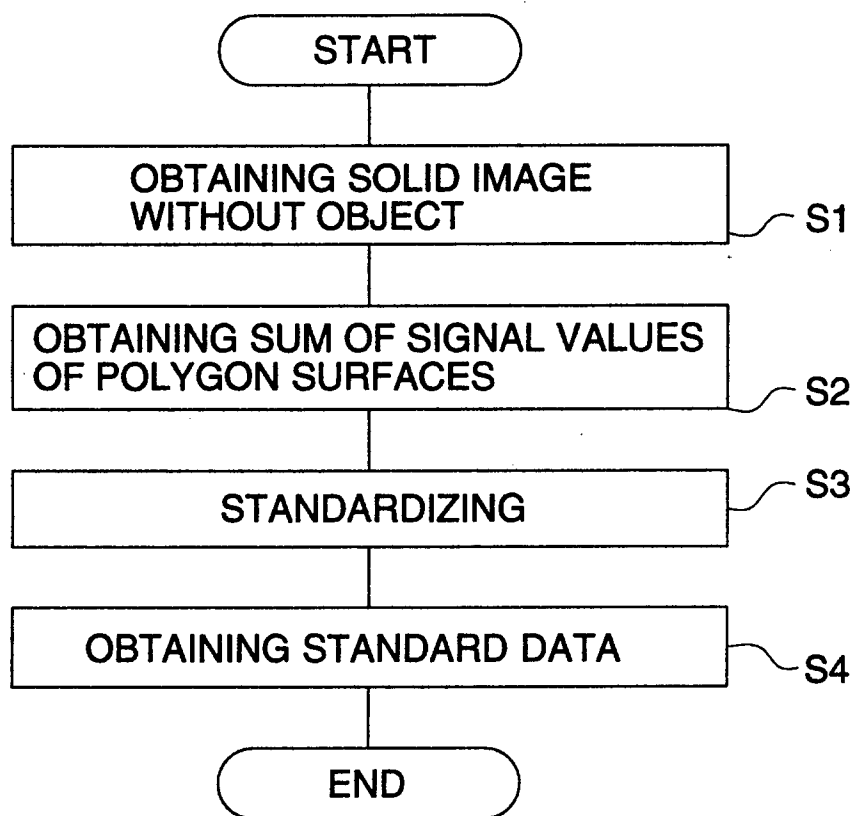 START
OBTAINING SOLID IMAGE
WITHOUT OBJECT
S1
OBTAINING SUM OF SIGNAL VALUES
OF POLYGON SURFACES
S2
STANDARDIZING
S3
OBTAINING STANDARD DATA
S4
END